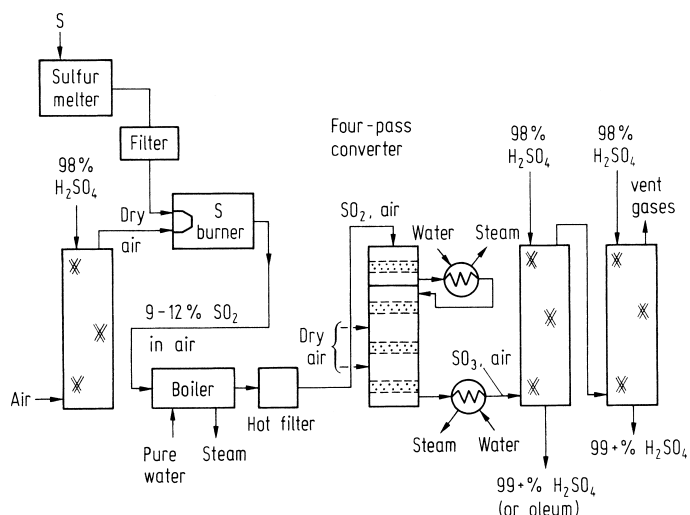 S
Sulfur
melter
Filter
98%
H₂SO₄
Dry
air
S
burner
9–12% SO₂
in air
Air
Boiler
Hot filter
Pure
water
Steam
Four-pass
converter
SO₂, air
Water
Steam
Dry
air
SO₃, air
Steam
Water
98%
H₂SO₄
98%
H₂SO₄
vent
gases
99+% H₂SO₄
(or oleum)
99+% H₂SO₄